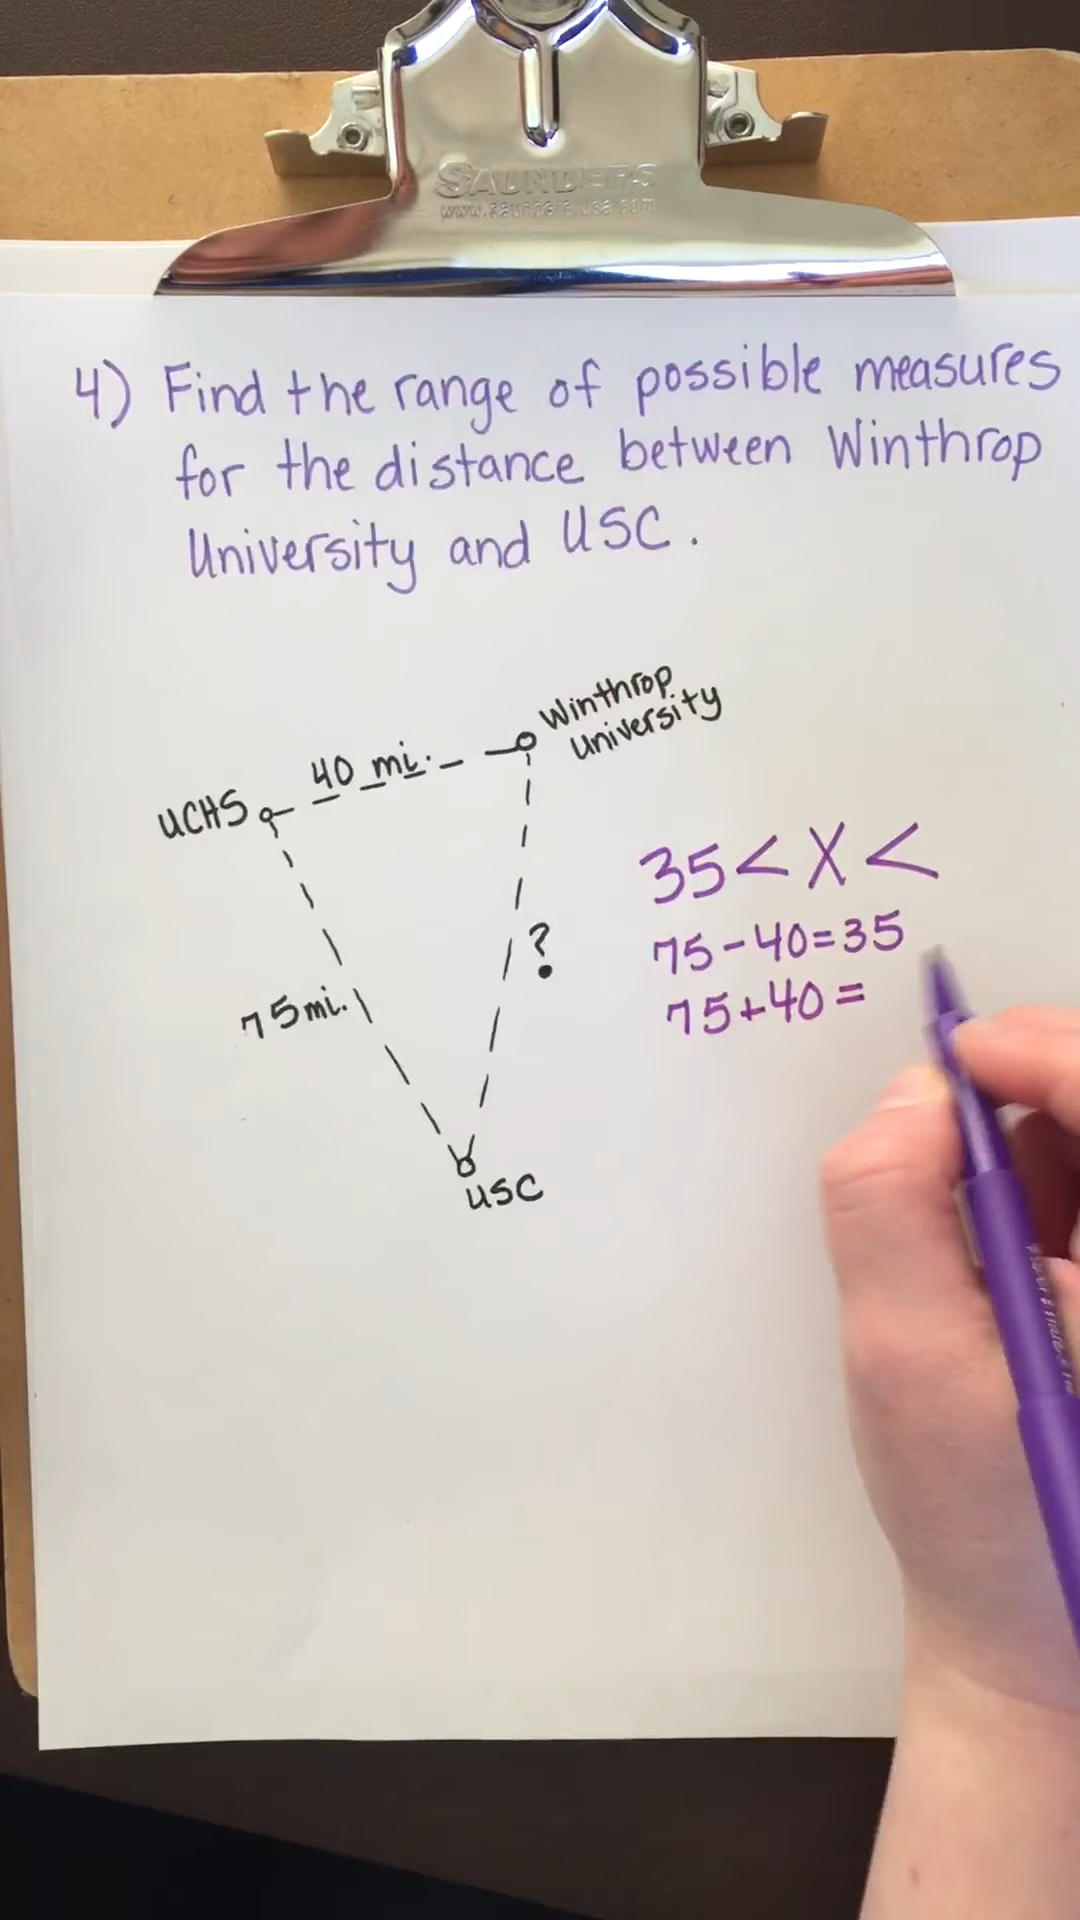 SAUNDERS
www.saunders-usa.com
4) Find the range of possible measures
for the distance between Winthrop
University and USC.
Winthrop
University
40 mi.
UCHS
35 < X <
75 - 40 = 35
?
75 + 40 =
75 mi.
USC